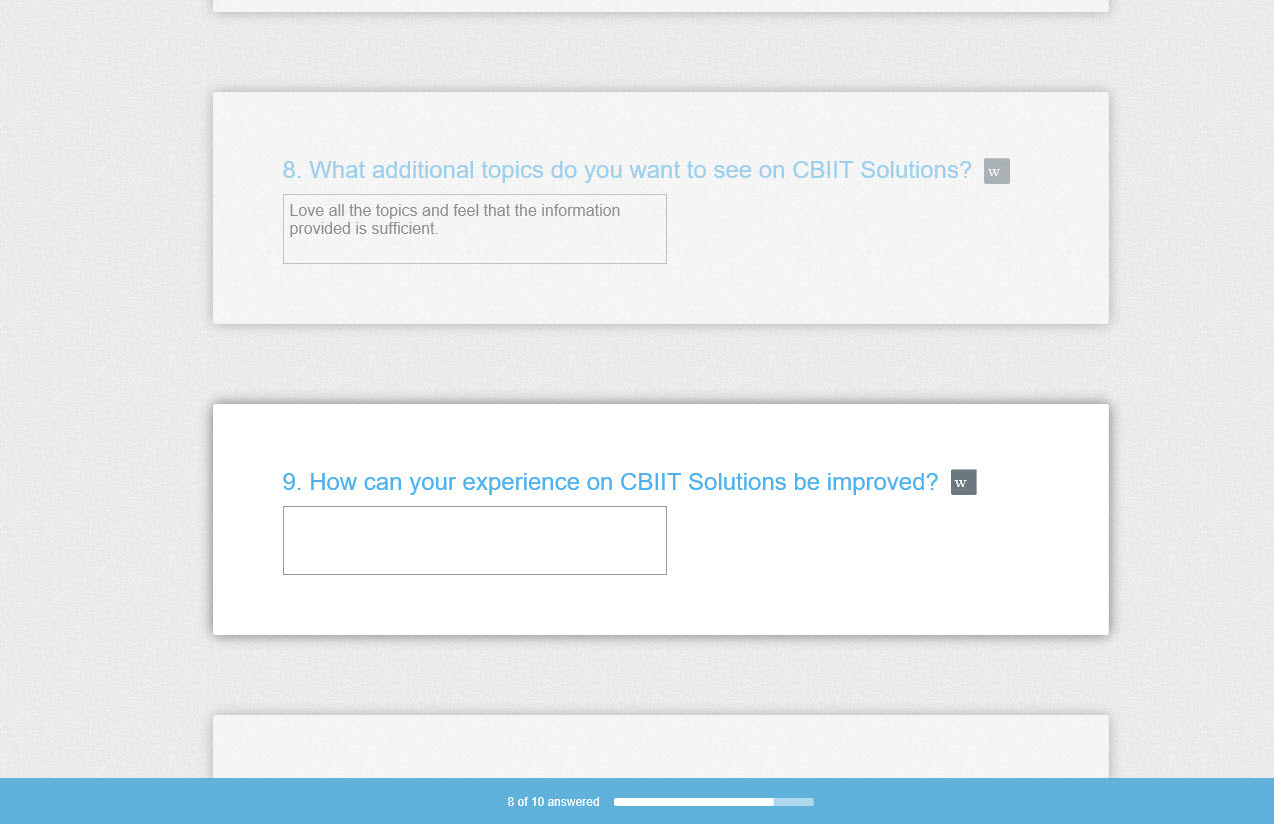 8. What additional topics do you want to see on CBIIT Solutions? w
Love all the topics and feel that the information
provided is sufficient.
9. How can your experience on CBIIT Solutions be improved? w
8 of 10 answered